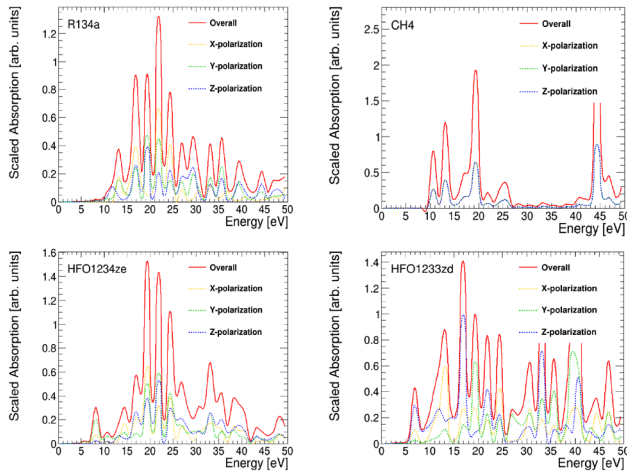 R134a
Overall
X-polarization
Y-polarization
Z-polarization
Scaled Absorption [arb. units]
1.2
1
0.8
0.6
0.4
0.2
0
0 5 10 15 20 25 30 35 40 45 50
Energy [eV]
CH4
Overall
X-polarization
Y-polarization
Z-polarization
Scaled Absorption [arb. units]
2.5
2
1.5
1
0.5
0
0 5 10 15 20 25 30 35 40 45 50
Energy [eV]
HFO1234ze
Overall
X-polarization
Y-polarization
Z-polarization
Scaled Absorption [arb. units]
1.6
1.4
1.2
1
0.8
0.6
0.4
0.2
0
0 5 10 15 20 25 30 35 40 45 50
Energy [eV]
HFO1233zd
Overall
X-polarization
Y-polarization
Z-polarization
Scaled Absorption [arb. units]
1.4
1.2
1
0.8
0.6
0.4
0.2
0
0 5 10 15 20 25 30 35 40 45 50
Energy [eV]